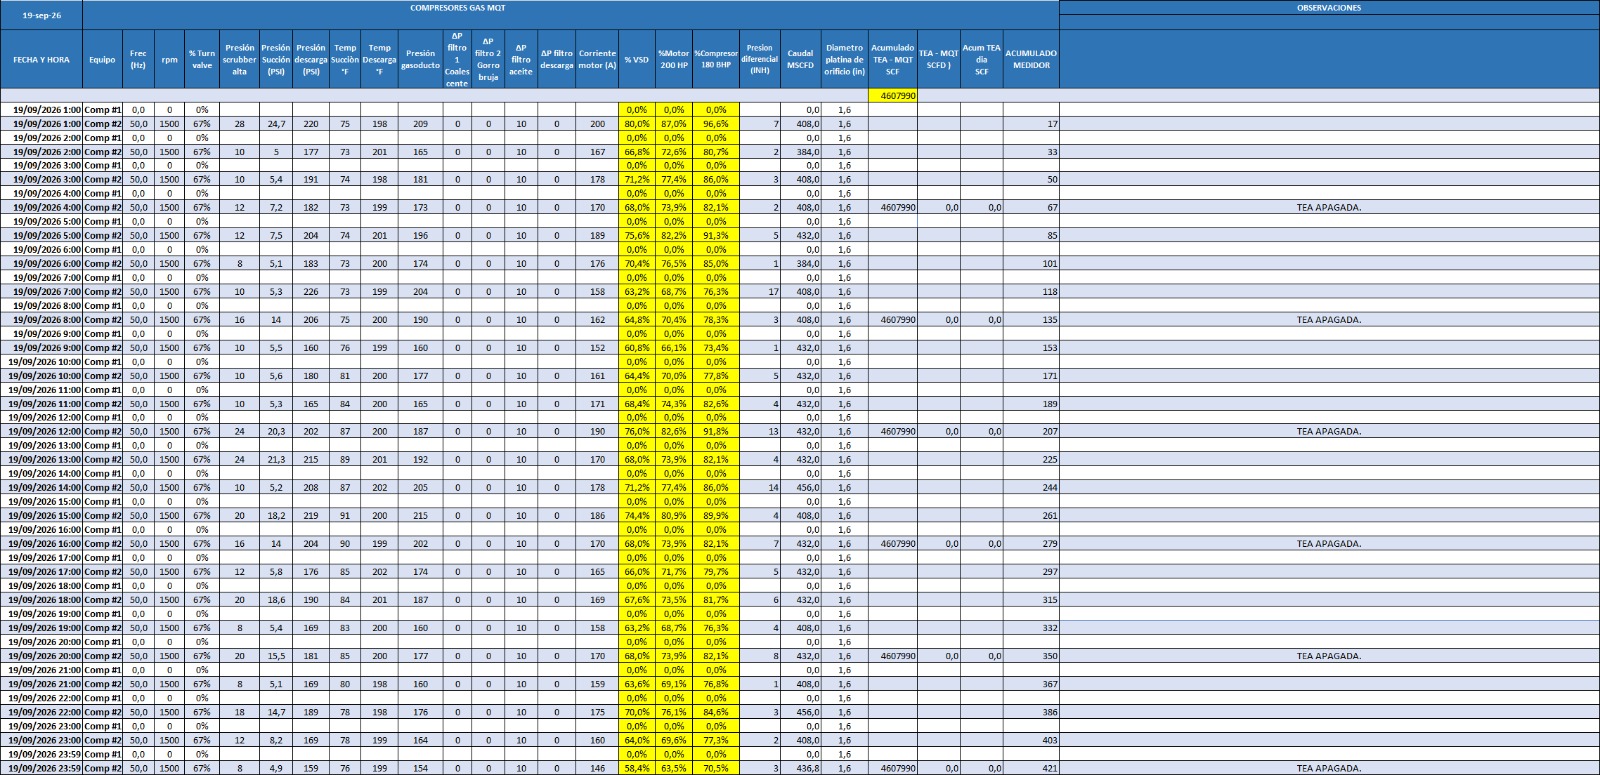 19-sep-26 COMPRESORES GAS MQT OBSERVACIONES
FECHA Y HORA Equipo Frec (Hz) rpm % Turn valve Presión scrubber alta Presión Succión (PSI) Presión descarga (PSI) Temp Succiòn °F Temp Descarga °F Presión gasoducto ΔP filtro 1 Coales cente ΔP filtro 2 Gorro bruja ΔP filtro aceite ΔP filtro descarga Corriente motor (A) % VSD %Motor 200 HP %Compresor 180 BHP Presion diferencial (INH) Caudal MSCFD Diametro platina de orificio (in) Acumulado TEA - MQT SCF TEA - MQT SCFD ) Acum TEA dia SCF ACUMULADO MEDIDOR
4607990
19/09/2026 1:00 Comp #1 0,0 0 0% 0,0% 0,0% 0,0% 0,0 1,6
19/09/2026 1:00 Comp #2 50,0 1500 67% 28 24,7 220 75 198 209 0 0 10 0 200 80,0% 87,0% 96,6% 7 408,0 1,6 17
19/09/2026 2:00 Comp #1 0,0 0 0% 0,0% 0,0% 0,0% 0,0 1,6
19/09/2026 2:00 Comp #2 50,0 1500 67% 10 5 177 73 201 165 0 0 10 0 167 66,8% 72,6% 80,7% 2 384,0 1,6 33
19/09/2026 3:00 Comp #1 0,0 0 0% 0,0% 0,0% 0,0% 0,0 1,6
19/09/2026 3:00 Comp #2 50,0 1500 67% 10 5,4 191 74 198 181 0 0 10 0 178 71,2% 77,4% 86,0% 3 408,0 1,6 50
19/09/2026 4:00 Comp #1 0,0 0 0% 0,0% 0,0% 0,0% 0,0 1,6
19/09/2026 4:00 Comp #2 50,0 1500 67% 12 7,2 182 73 199 173 0 0 10 0 170 68,0% 73,9% 82,1% 2 408,0 1,6 4607990 0,0 0,0 67 TEA APAGADA.
19/09/2026 5:00 Comp #1 0,0 0 0% 0,0% 0,0% 0,0% 0,0 1,6
19/09/2026 5:00 Comp #2 50,0 1500 67% 12 7,5 204 74 201 196 0 0 10 0 189 75,6% 82,2% 91,3% 5 432,0 1,6 85
19/09/2026 6:00 Comp #1 0,0 0 0% 0,0% 0,0% 0,0% 0,0 1,6
19/09/2026 6:00 Comp #2 50,0 1500 67% 8 5,1 183 73 200 174 0 0 10 0 176 70,4% 76,5% 85,0% 1 384,0 1,6 101
19/09/2026 7:00 Comp #1 0,0 0 0% 0,0% 0,0% 0,0% 0,0 1,6
19/09/2026 7:00 Comp #2 50,0 1500 67% 10 5,3 226 73 199 204 0 0 10 0 158 63,2% 68,7% 76,3% 17 408,0 1,6 118
19/09/2026 8:00 Comp #1 0,0 0 0% 0,0% 0,0% 0,0% 0,0 1,6
19/09/2026 8:00 Comp #2 50,0 1500 67% 16 14 206 75 200 190 0 0 10 0 162 64,8% 70,4% 78,3% 3 408,0 1,6 4607990 0,0 0,0 135 TEA APAGADA.
19/09/2026 9:00 Comp #1 0,0 0 0% 0,0% 0,0% 0,0% 0,0 1,6
19/09/2026 9:00 Comp #2 50,0 1500 67% 10 5,5 160 76 199 160 0 0 10 0 152 60,8% 66,1% 73,4% 1 432,0 1,6 153
19/09/2026 10:00 Comp #1 0,0 0 0% 0,0% 0,0% 0,0% 0,0 1,6
19/09/2026 10:00 Comp #2 50,0 1500 67% 10 5,6 180 81 200 177 0 0 10 0 161 64,4% 70,0% 77,8% 5 432,0 1,6 171
19/09/2026 11:00 Comp #1 0,0 0 0% 0,0% 0,0% 0,0% 0,0 1,6
19/09/2026 11:00 Comp #2 50,0 1500 67% 10 5,3 165 84 200 165 0 0 10 0 171 68,4% 74,3% 82,6% 4 432,0 1,6 189
19/09/2026 12:00 Comp #1 0,0 0 0% 0,0% 0,0% 0,0% 0,0 1,6
19/09/2026 12:00 Comp #2 50,0 1500 67% 24 20,3 202 87 200 187 0 0 10 0 190 76,0% 82,6% 91,8% 13 432,0 1,6 4607990 0,0 0,0 207 TEA APAGADA.
19/09/2026 13:00 Comp #1 0,0 0 0% 0,0% 0,0% 0,0% 0,0 1,6
19/09/2026 13:00 Comp #2 50,0 1500 67% 24 21,3 215 89 201 192 0 0 10 0 170 68,0% 73,9% 82,1% 4 432,0 1,6 225
19/09/2026 14:00 Comp #1 0,0 0 0% 0,0% 0,0% 0,0% 0,0 1,6
19/09/2026 14:00 Comp #2 50,0 1500 67% 10 5,2 208 87 202 205 0 0 10 0 178 71,2% 77,4% 86,0% 14 456,0 1,6 244
19/09/2026 15:00 Comp #1 0,0 0 0% 0,0% 0,0% 0,0% 0,0 1,6
19/09/2026 15:00 Comp #2 50,0 1500 67% 20 18,2 219 91 200 215 0 0 10 0 186 74,4% 80,9% 89,9% 4 408,0 1,6 261
19/09/2026 16:00 Comp #1 0,0 0 0% 0,0% 0,0% 0,0% 0,0 1,6
19/09/2026 16:00 Comp #2 50,0 1500 67% 16 14 204 90 199 202 0 0 10 0 170 68,0% 73,9% 82,1% 7 432,0 1,6 4607990 0,0 0,0 279 TEA APAGADA.
19/09/2026 17:00 Comp #1 0,0 0 0% 0,0% 0,0% 0,0% 0,0 1,6
19/09/2026 17:00 Comp #2 50,0 1500 67% 12 5,8 176 85 202 174 0 0 10 0 165 66,0% 71,7% 79,7% 5 432,0 1,6 297
19/09/2026 18:00 Comp #1 0,0 0 0% 0,0% 0,0% 0,0% 0,0 1,6
19/09/2026 18:00 Comp #2 50,0 1500 67% 20 18,6 190 84 201 187 0 0 10 0 169 67,6% 73,5% 81,7% 6 432,0 1,6 315
19/09/2026 19:00 Comp #1 0,0 0 0% 0,0% 0,0% 0,0% 0,0 1,6
19/09/2026 19:00 Comp #2 50,0 1500 67% 8 5,4 169 83 200 160 0 0 10 0 158 63,2% 68,7% 76,3% 4 408,0 1,6 332
19/09/2026 20:00 Comp #1 0,0 0 0% 0,0% 0,0% 0,0% 0,0 1,6
19/09/2026 20:00 Comp #2 50,0 1500 67% 20 15,5 181 85 200 177 0 0 10 0 170 68,0% 73,9% 82,1% 8 432,0 1,6 4607990 0,0 0,0 350 TEA APAGADA.
19/09/2026 21:00 Comp #1 0,0 0 0% 0,0% 0,0% 0,0% 0,0 1,6
19/09/2026 21:00 Comp #2 50,0 1500 67% 8 5,1 169 80 198 160 0 0 10 0 159 63,6% 69,1% 76,8% 1 408,0 1,6 367
19/09/2026 22:00 Comp #1 0,0 0 0% 0,0% 0,0% 0,0% 0,0 1,6
19/09/2026 22:00 Comp #2 50,0 1500 67% 18 14,7 189 78 198 176 0 0 10 0 175 70,0% 76,1% 84,6% 3 456,0 1,6 386
19/09/2026 23:00 Comp #1 0,0 0 0% 0,0% 0,0% 0,0% 0,0 1,6
19/09/2026 23:00 Comp #2 50,0 1500 67% 12 8,2 169 78 199 164 0 0 10 0 160 64,0% 69,6% 77,3% 2 408,0 1,6 403
19/09/2026 23:59 Comp #1 0,0 0 0% 0,0% 0,0% 0,0% 0,0 1,6
19/09/2026 23:59 Comp #2 50,0 1500 67% 8 4,9 159 76 199 154 0 0 10 0 146 58,4% 63,5% 70,5% 3 436,8 1,6 4607990 0,0 0,0 421 TEA APAGADA.